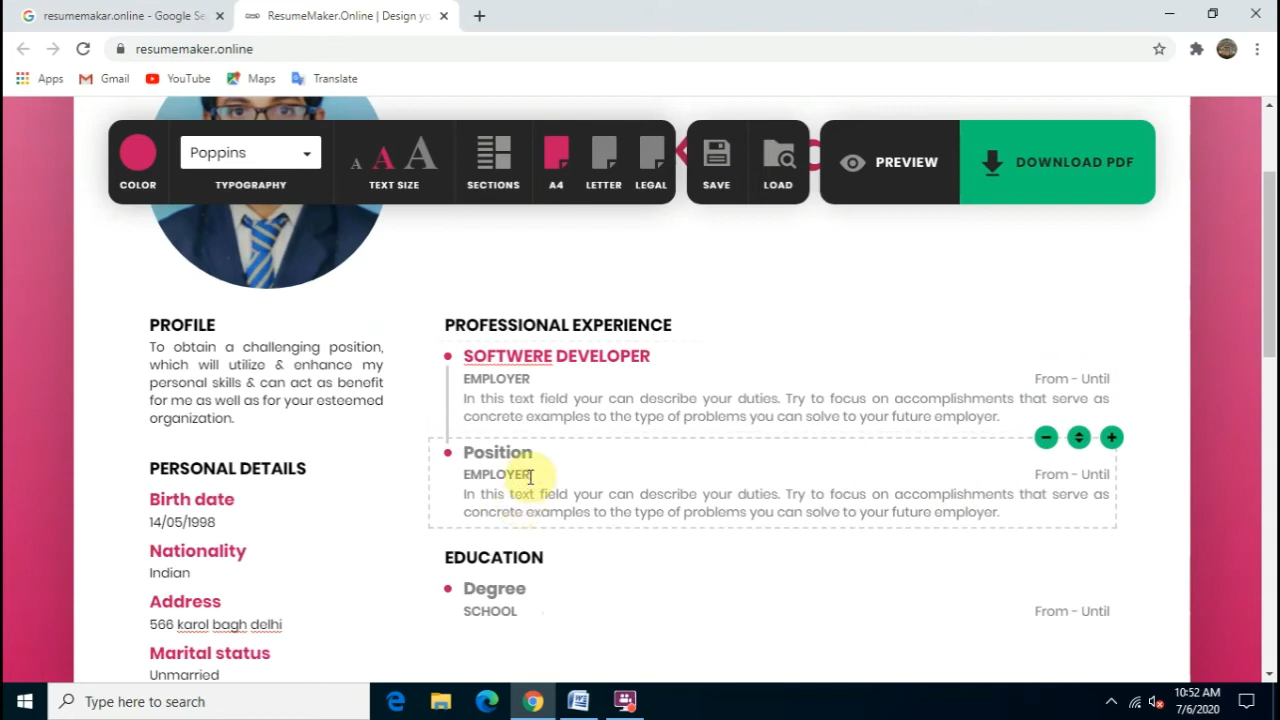 resumemakar.online - Google Se
ResumeMaker.Online | Design yo
resumemaker.online
Apps
Gmail
YouTube
Maps
Translate
COLOR
Poppins
TYPOGRAPHY
A A A
TEXT SIZE
SECTIONS
A4
LETTER
LEGAL
SAVE
LOAD
PREVIEW
DOWNLOAD PDF
PROFILE
To obtain a challenging position,
which will utilize & enhance my
personal skills & can act as benefit
for me as well as for your esteemed
organization.
PERSONAL DETAILS
Birth date
14/05/1998
Nationality
Indian
Address
566 karol bagh delhi
Marital status
Unmarried
PROFESSIONAL EXPERIENCE
SOFTWERE DEVELOPER
EMPLOYER From - Until
In this text field your can describe your duties. Try to focus on accomplishments that serve as
concrete examples to the type of problems you can solve to your future employer.
Position
EMPLOYER From - Until
In this text field your can describe your duties. Try to focus on accomplishments that serve as
concrete examples to the type of problems you can solve to your future employer.
EDUCATION
Degree
SCHOOL From - Until
Type here to search
10:52 AM
7/6/2020